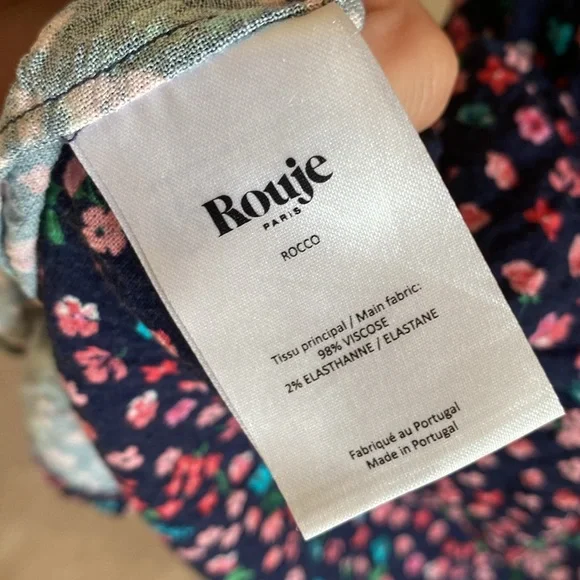 Rouje
PARIS
ROCCO
Tissu principal / Main fabric:
98% VISCOSE
2% ELASTHANNE / ELASTANE
Fabriqué au Portugal
Made in Portugal